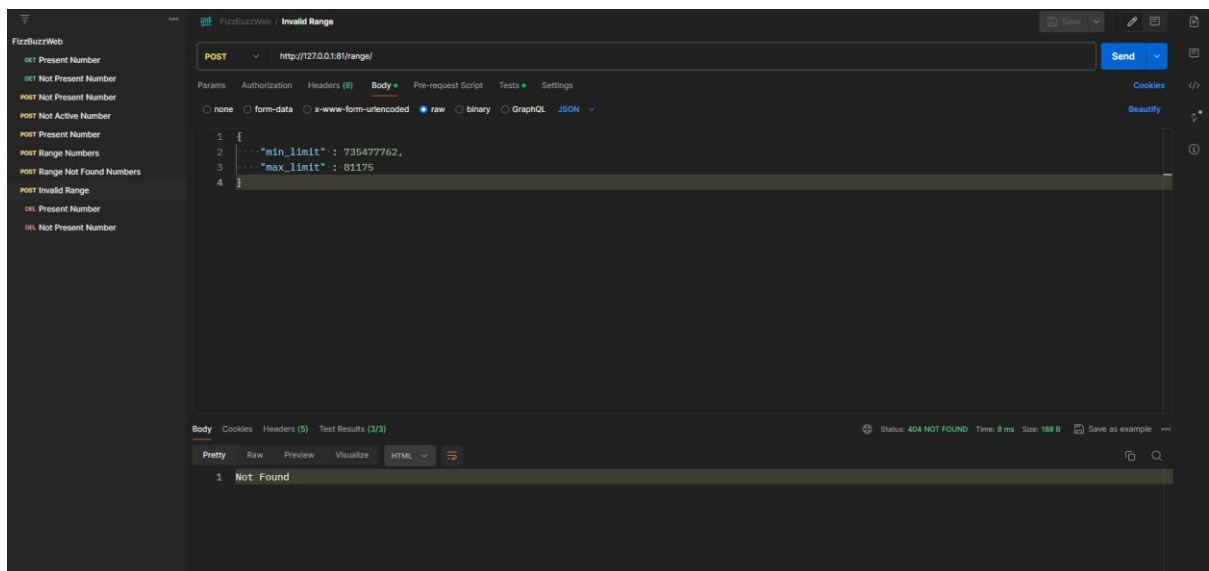 FizzBuzzWeb / Invalid Range
Save
FizzBuzzWeb
GET Present Number
GET Not Present Number
POST Not Present Number
POST Not Active Number
POST Present Number
POST Range Numbers
POST Range Not Found Numbers
POST Invalid Range
DEL Present Number
DEL Not Present Number
POST http://127.0.0.1:81/range/
Send
Params Authorization Headers (8) Body Pre-request Script Tests Settings
Cookies
none form-data x-www-form-urlencoded raw binary GraphQL JSON
Beautify
1 {
2 "min_limit" : 735477762,
3 "max_limit" : 81175
4 }
Body Cookies Headers (5) Test Results (3/3)
Status: 404 NOT FOUND Time: 8 ms Size: 188 B Save as example
Pretty Raw Preview Visualize HTML
1 Not Found